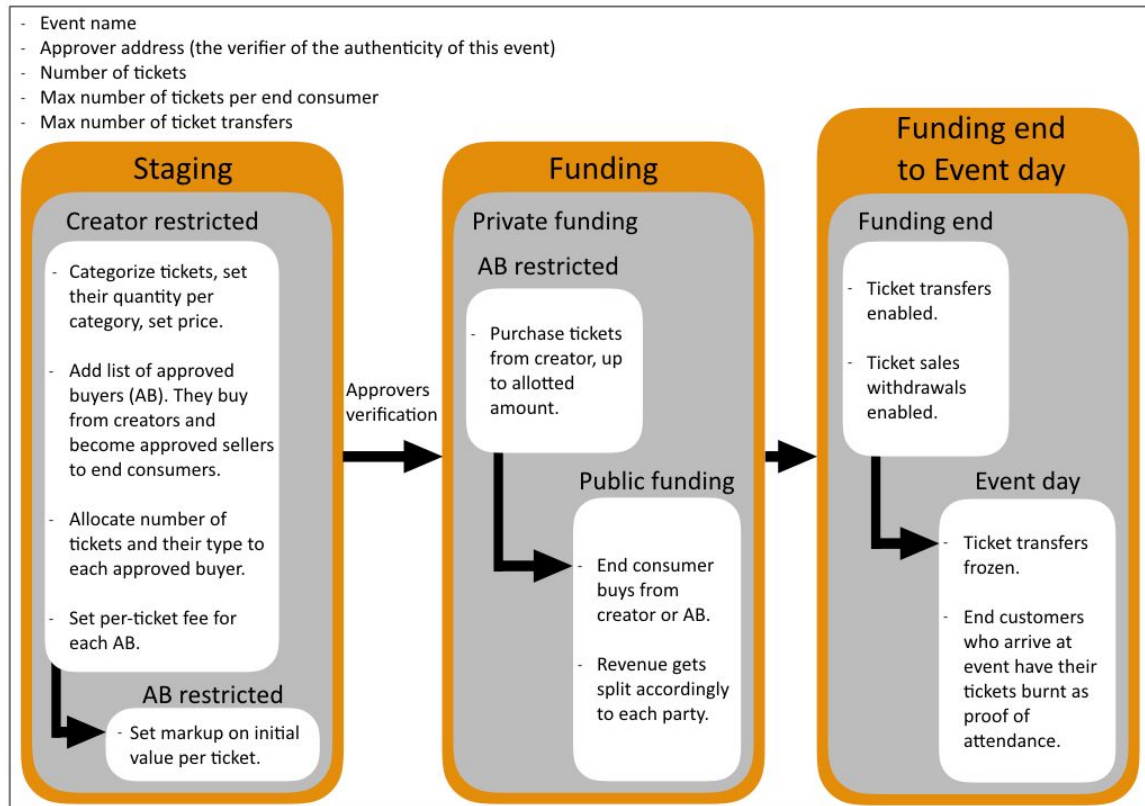 - Event name
- Approver address (the verifier of the authenticity of this event)
- Number of tickets
- Max number of tickets per end consumer
- Max number of ticket transfers
Staging
Creator restricted
- Categorize tickets, set
their quantity per
category, set price.
- Add list of approved
buyers (AB). They buy
from creators and
become approved sellers
to end consumers.
- Allocate number of
tickets and their type to
each approved buyer.
- Set per-ticket fee for
each AB.
AB restricted
- Set markup on initial
value per ticket.
Approvers
verification
Funding
Private funding
AB restricted
- Purchase tickets
from creator, up
to allotted
amount.
Public funding
- End consumer
buys from
creator or AB.
- Revenue gets
split accordingly
to each party.
Funding end
to Event day
Funding end
- Ticket transfers
enabled.
- Ticket sales
withdrawals
enabled.
Event day
- Ticket transfers
frozen.
- End customers
who arrive at
event have their
tickets burnt as
proof of
attendance.